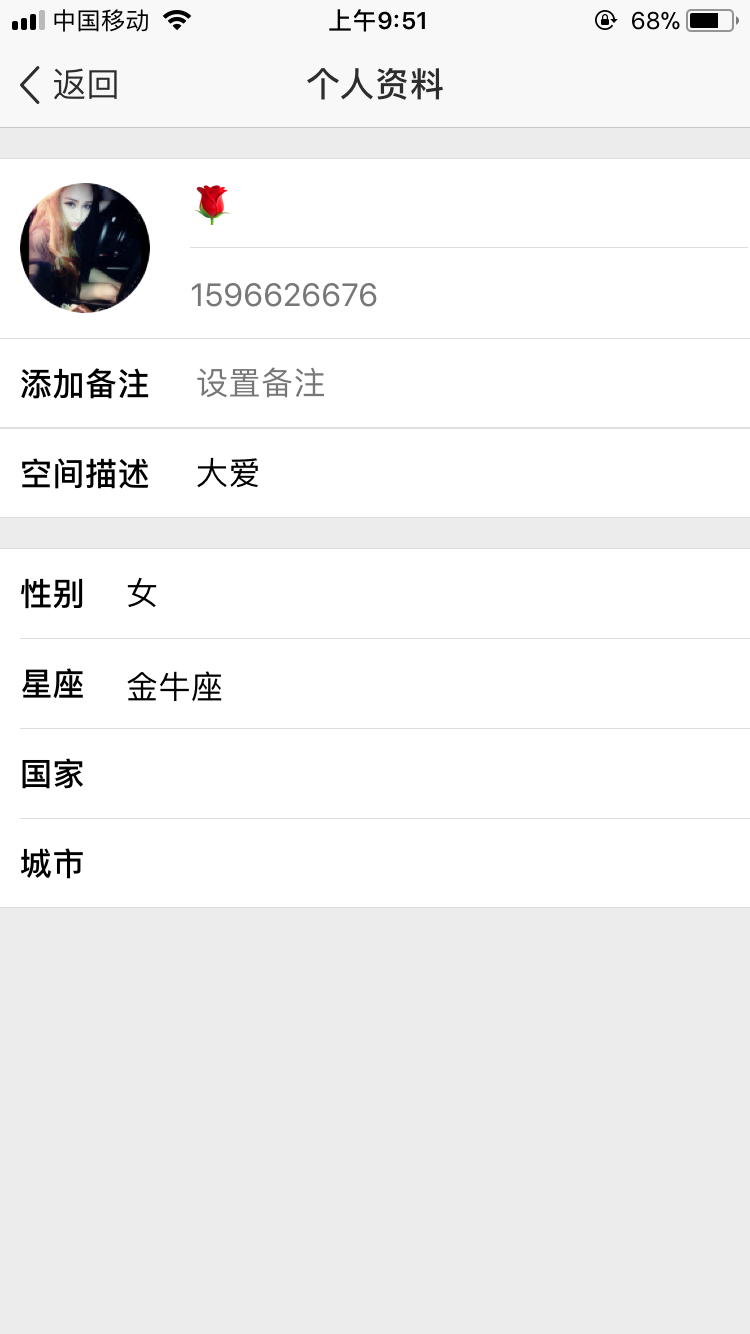 中国移动 上午9:51 68%
返回 个人资料
🌹
1596626676
添加备注 设置备注
空间描述 大爱
性别 女
星座 金牛座
国家
城市